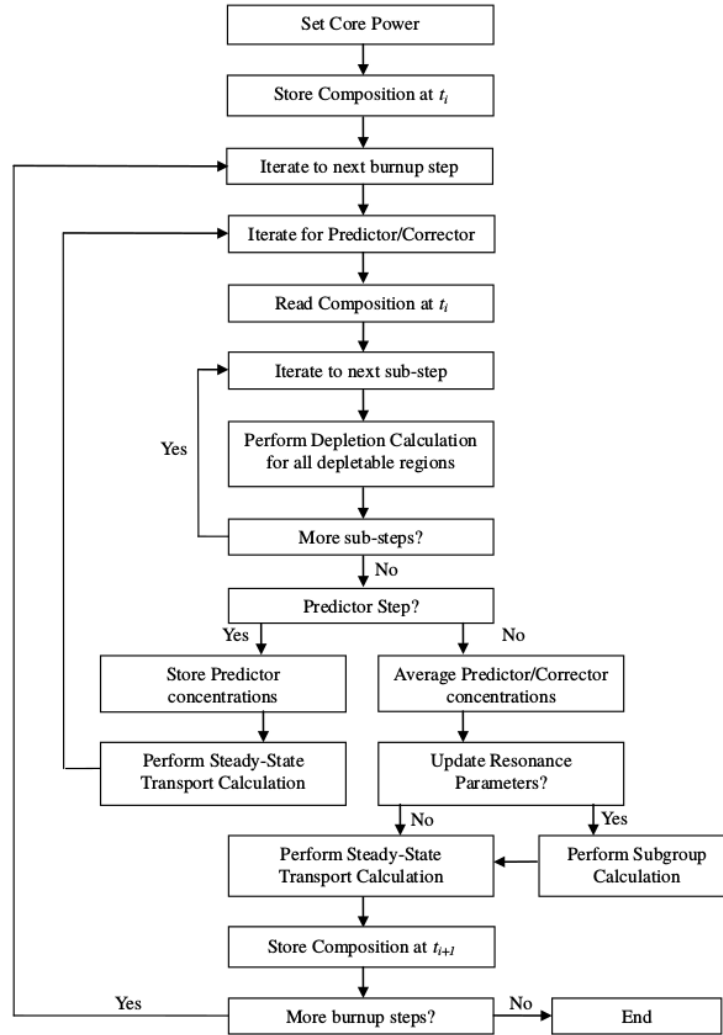 Set Core Power
Store Composition at ti
Iterate to next burnup step
Iterate for Predictor/Corrector
Read Composition at ti
Iterate to next sub-step
Yes
Perform Depletion Calculation
for all depletable regions
More sub-steps?
No
Predictor Step?
Yes
No
Store Predictor
concentrations
Average Predictor/Corrector
concentrations
Perform Steady-State
Transport Calculation
Update Resonance
Parameters?
No
Yes
Perform Steady-State
Transport Calculation
Perform Subgroup
Calculation
Store Composition at ti+1
Yes
More burnup steps?
No
End